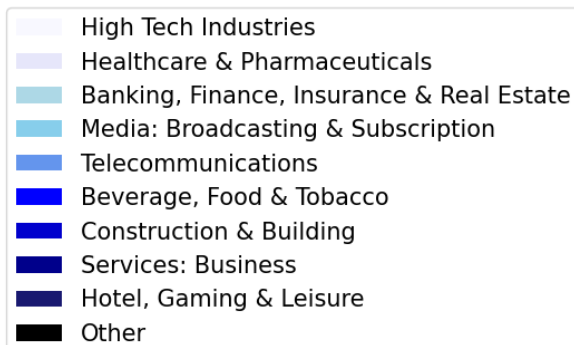 High Tech Industries
Healthcare & Pharmaceuticals
Banking, Finance, Insurance & Real Estate
Media: Broadcasting & Subscription
Telecommunications
Beverage, Food & Tobacco
Construction & Building
Services: Business
Hotel, Gaming & Leisure
Other